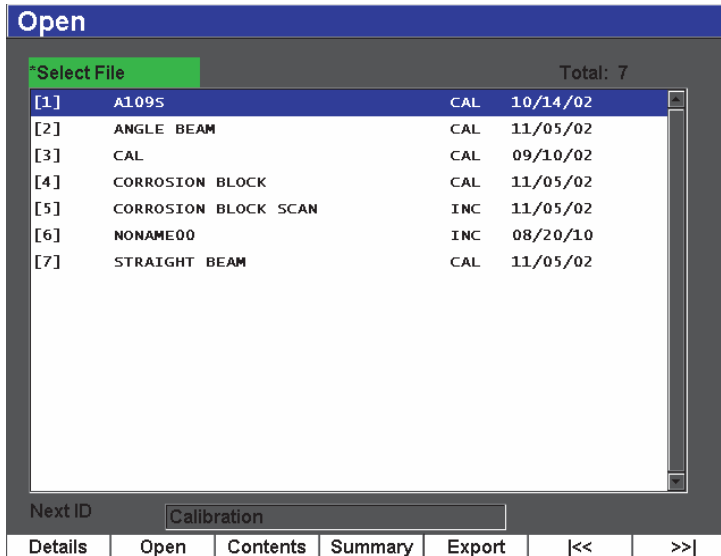 Open
*Select File Total: 7
[1] A109S CAL 10/14/02
[2] ANGLE BEAM CAL 11/05/02
[3] CAL CAL 09/10/02
[4] CORROSION BLOCK CAL 11/05/02
[5] CORROSION BLOCK SCAN INC 11/05/02
[6] NONAME00 INC 08/20/10
[7] STRAIGHT BEAM CAL 11/05/02
Next ID Calibration
Details Open Contents Summary Export |<< >>|